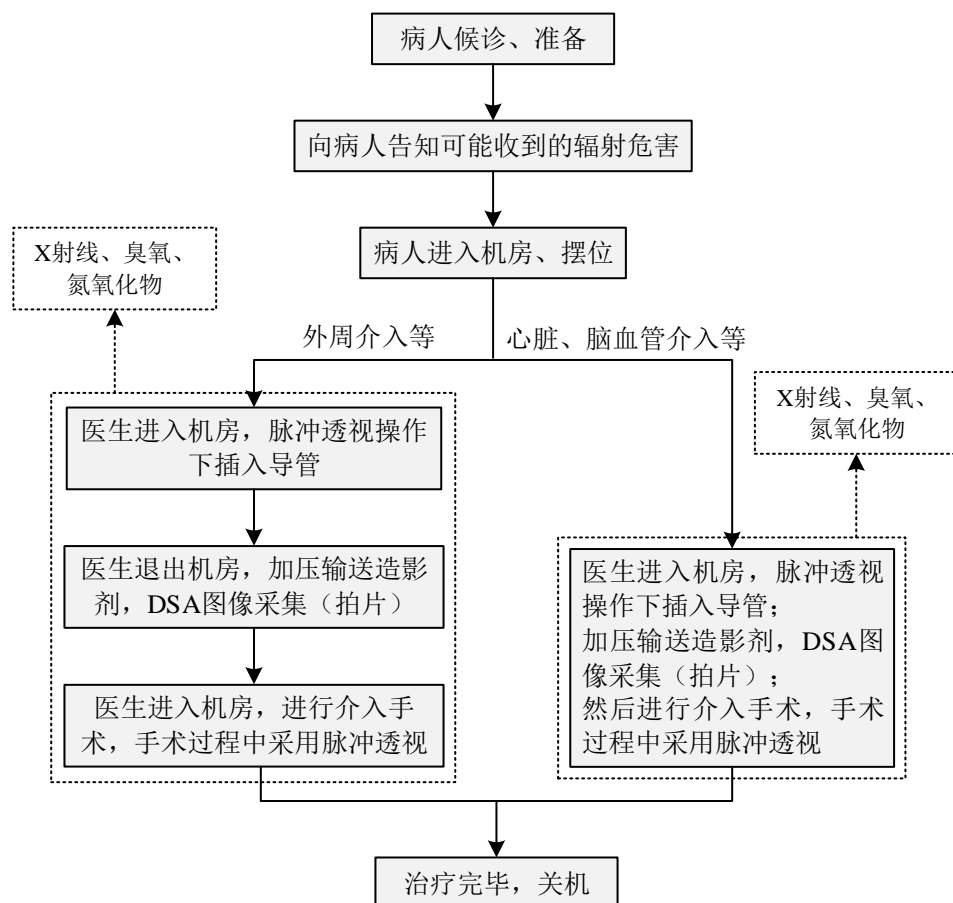 病人候诊、准备
向病人告知可能收到的辐射危害
病人进入机房、摆位
X射线、臭氧、
氮氧化物
外周介入等
心脏、脑血管介入等
医生进入机房，脉冲透视操作
下插入导管
医生退出机房，加压输送造影
剂，DSA图像采集（拍片）
医生进入机房，进行介入手
术，手术过程中采用脉冲透视
X射线、臭氧、
氮氧化物
医生进入机房，脉冲透视
操作下插入导管；
加压输送造影剂，DSA图
像采集（拍片）；
然后进行介入手术，手术
过程中采用脉冲透视
治疗完毕，关机